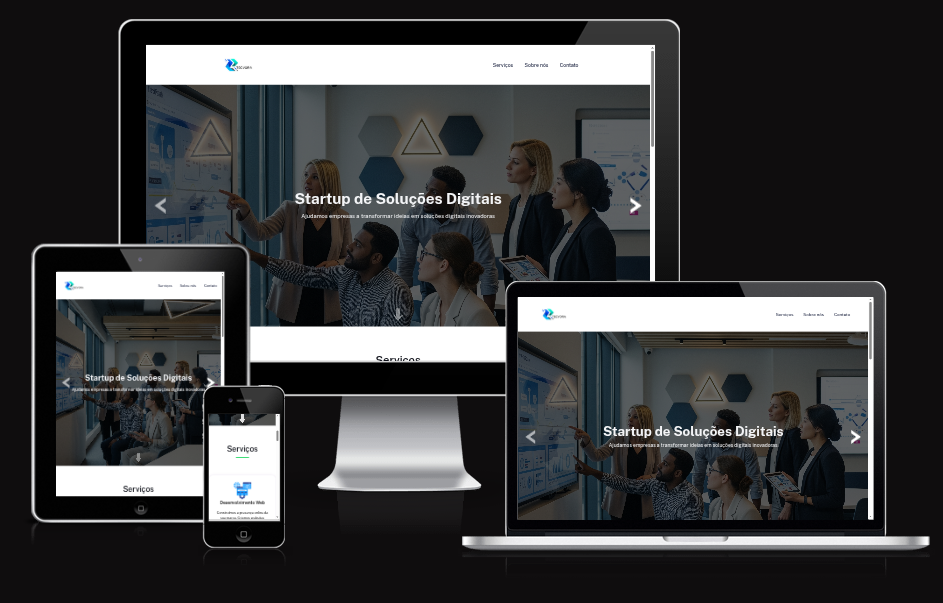 Serviços Sobre nós Contato
Startup de Soluções Digitais
Ajudamos empresas a transformar ideias em soluções digitais inovadoras
Serviços
Serviços Sobre nós Contato
Startup de Soluções Digitais
Ajudamos empresas a transformar ideias em soluções digitais inovadoras
Serviços
Serviços
Desenvolvimento Web
Serviços Sobre nós Contato
Startup de Soluções Digitais
Ajudamos empresas a transformar ideias em soluções digitais inovadoras